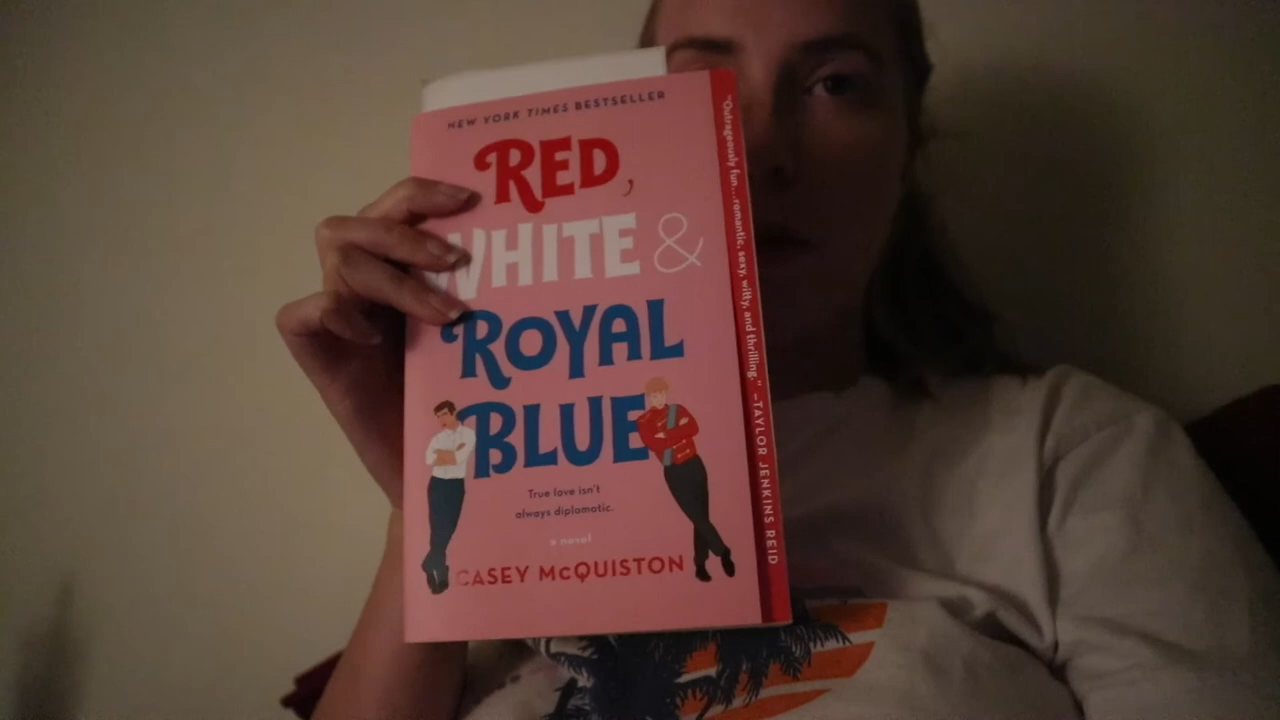 NEW YORK TIMES BESTSELLER
RED,
WHITE &
ROYAL
BLUE
True love isn't
always diplomatic.
a novel
CASEY McQUISTON
"Outrageously fun...romantic, sexy, witty, and thrilling." —TAYLOR JENKINS REID